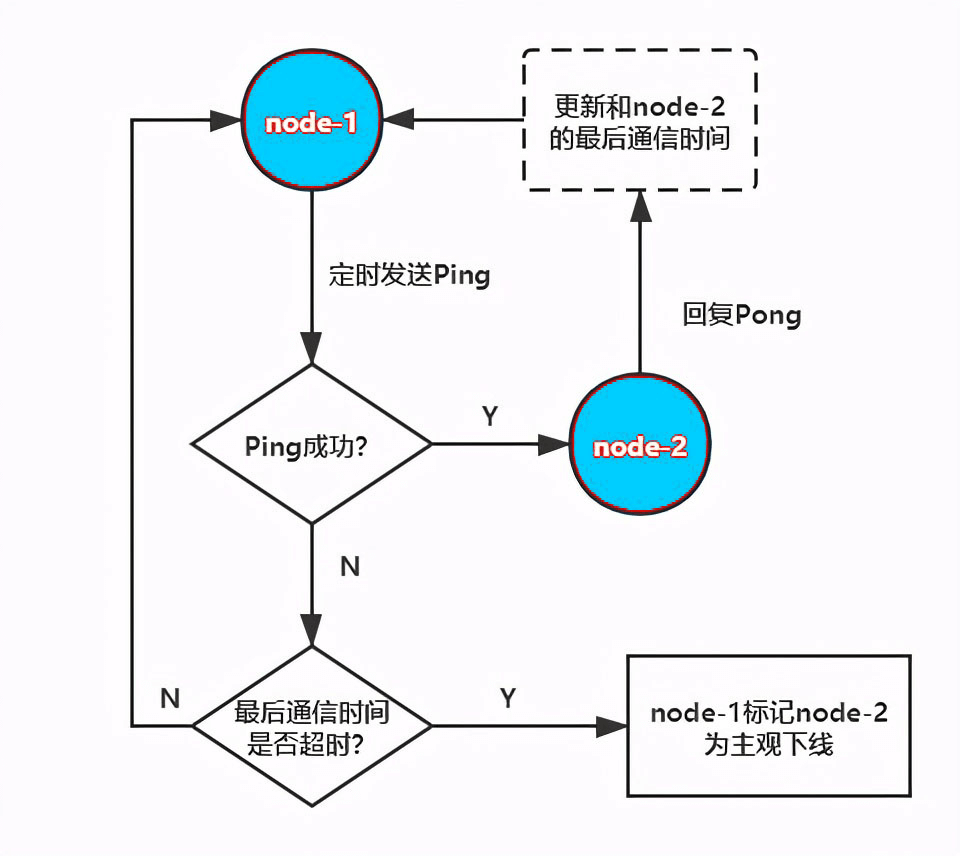 node-1
更新和node-2
的最后通信时间
定时发送Ping
回复Pong
Ping成功?
Y
node-2
N
N
最后通信时间
是否超时?
Y
node-1标记node-2
为主观下线